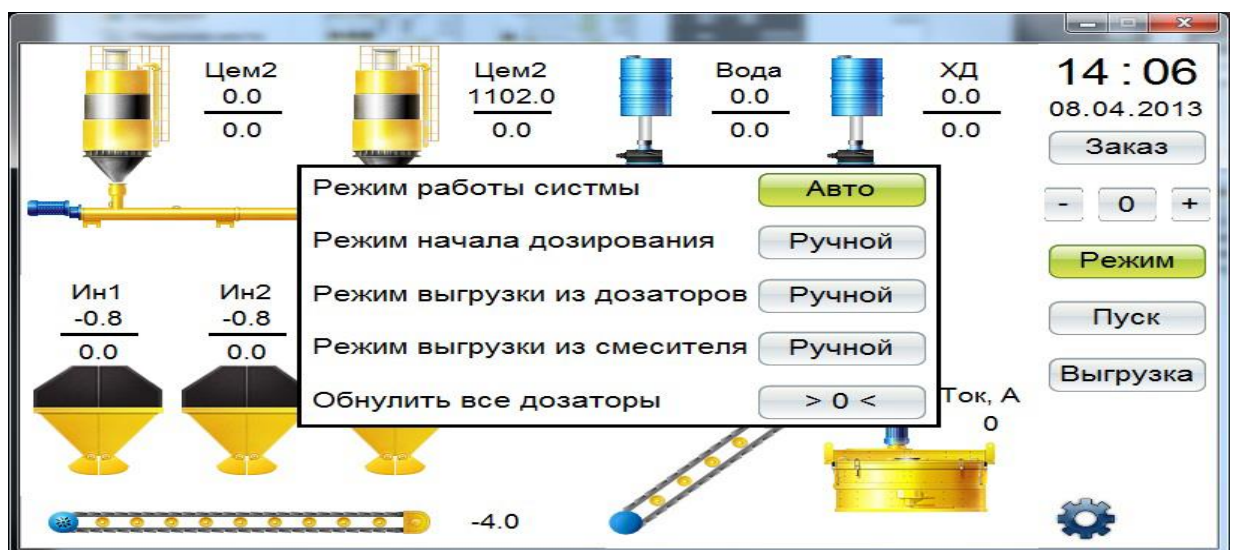 Цем2
0.0
0.0
Цем2
1102.0
0.0
Вода
0.0
0.0
ХД
0.0
0.0
14 : 06
08.04.2013
Заказ
- 0 +
Режим
Пуск
Выгрузка
Режим работы систмы Авто
Режим начала дозирования Ручной
Режим выгрузки из дозаторов Ручной
Режим выгрузки из смесителя Ручной
Обнулить все дозаторы > 0 <
Ин1
-0.8
0.0
Ин2
-0.8
0.0
Ток, А
0
-4.0